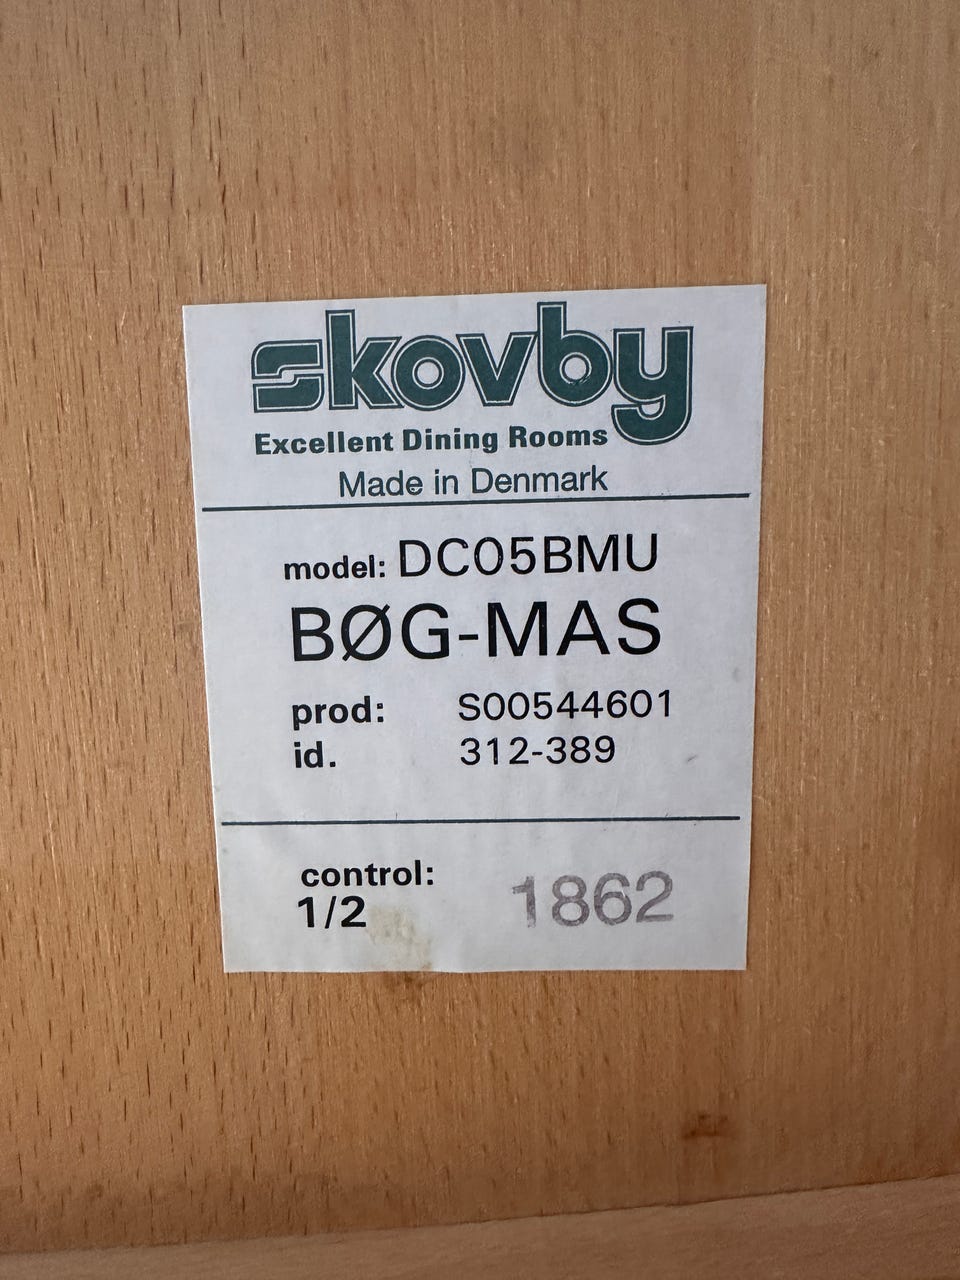 skovby
Excellent Dining Rooms
Made in Denmark
model: DC05BMU
BØG-MAS
prod: S00544601
id. 312-389
control:
1/2 1862